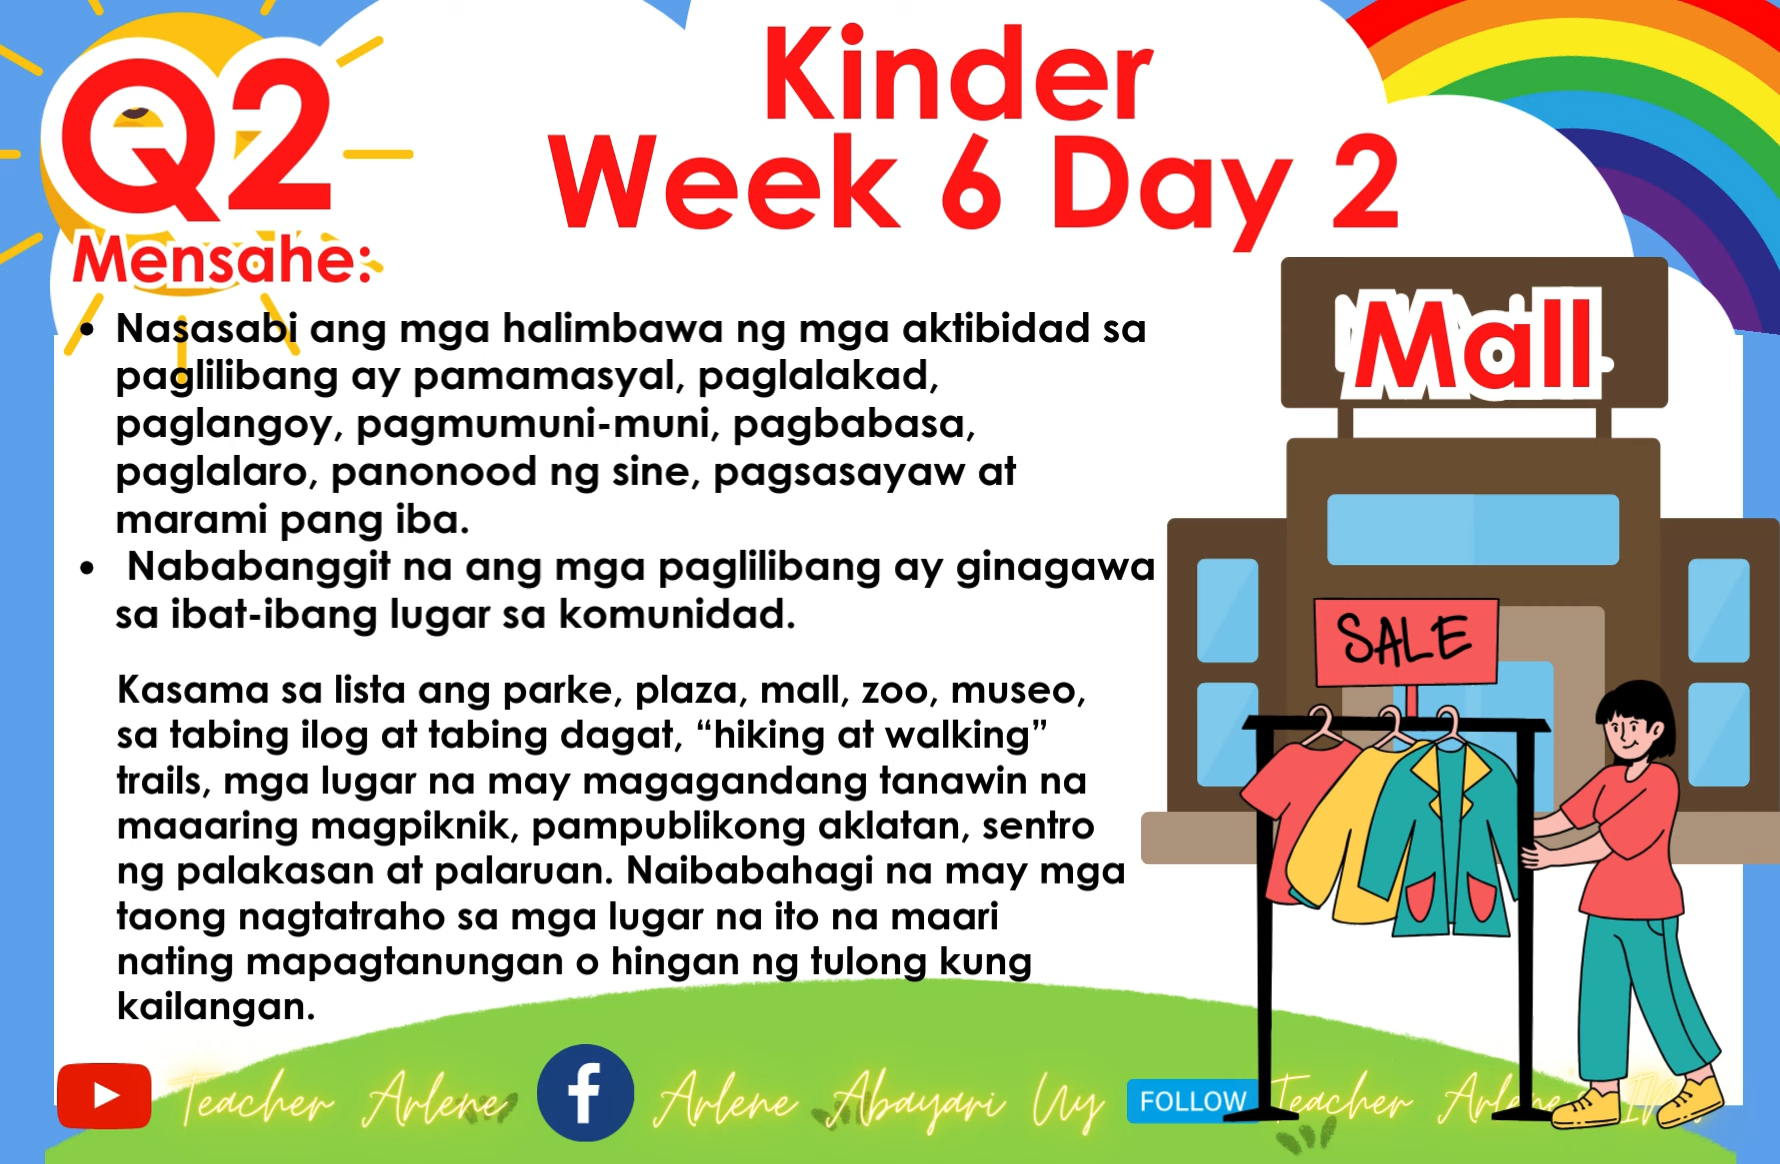 Q2
Kinder
Week 6 Day 2
Mensahe:
• Nasasabi ang mga halimbawa ng mga aktibidad sa
paglilibang ay pamamasyal, paglalakad,
paglangoy, pagmumuni-muni, pagbabasa,
paglalaro, panonood ng sine, pagsasayaw at
marami pang iba.
• Nababanggit na ang mga paglilibang ay ginagawa
sa ibat-ibang lugar sa komunidad.
Kasama sa lista ang parke, plaza, mall, zoo, museo,
sa tabing ilog at tabing dagat, “hiking at walking”
trails, mga lugar na may magagandang tanawin na
maaaring magpiknik, pampublikong aklatan, sentro
ng palakasan at palaruan. Naibabahagi na may mga
taong nagtatraho sa mga lugar na ito na maari
nating mapagtanungan o hingan ng tulong kung
kailangan.
Mall
SALE
Teacher Arlene
f Arlene Abayari Uy
FOLLOW Teacher Arlene